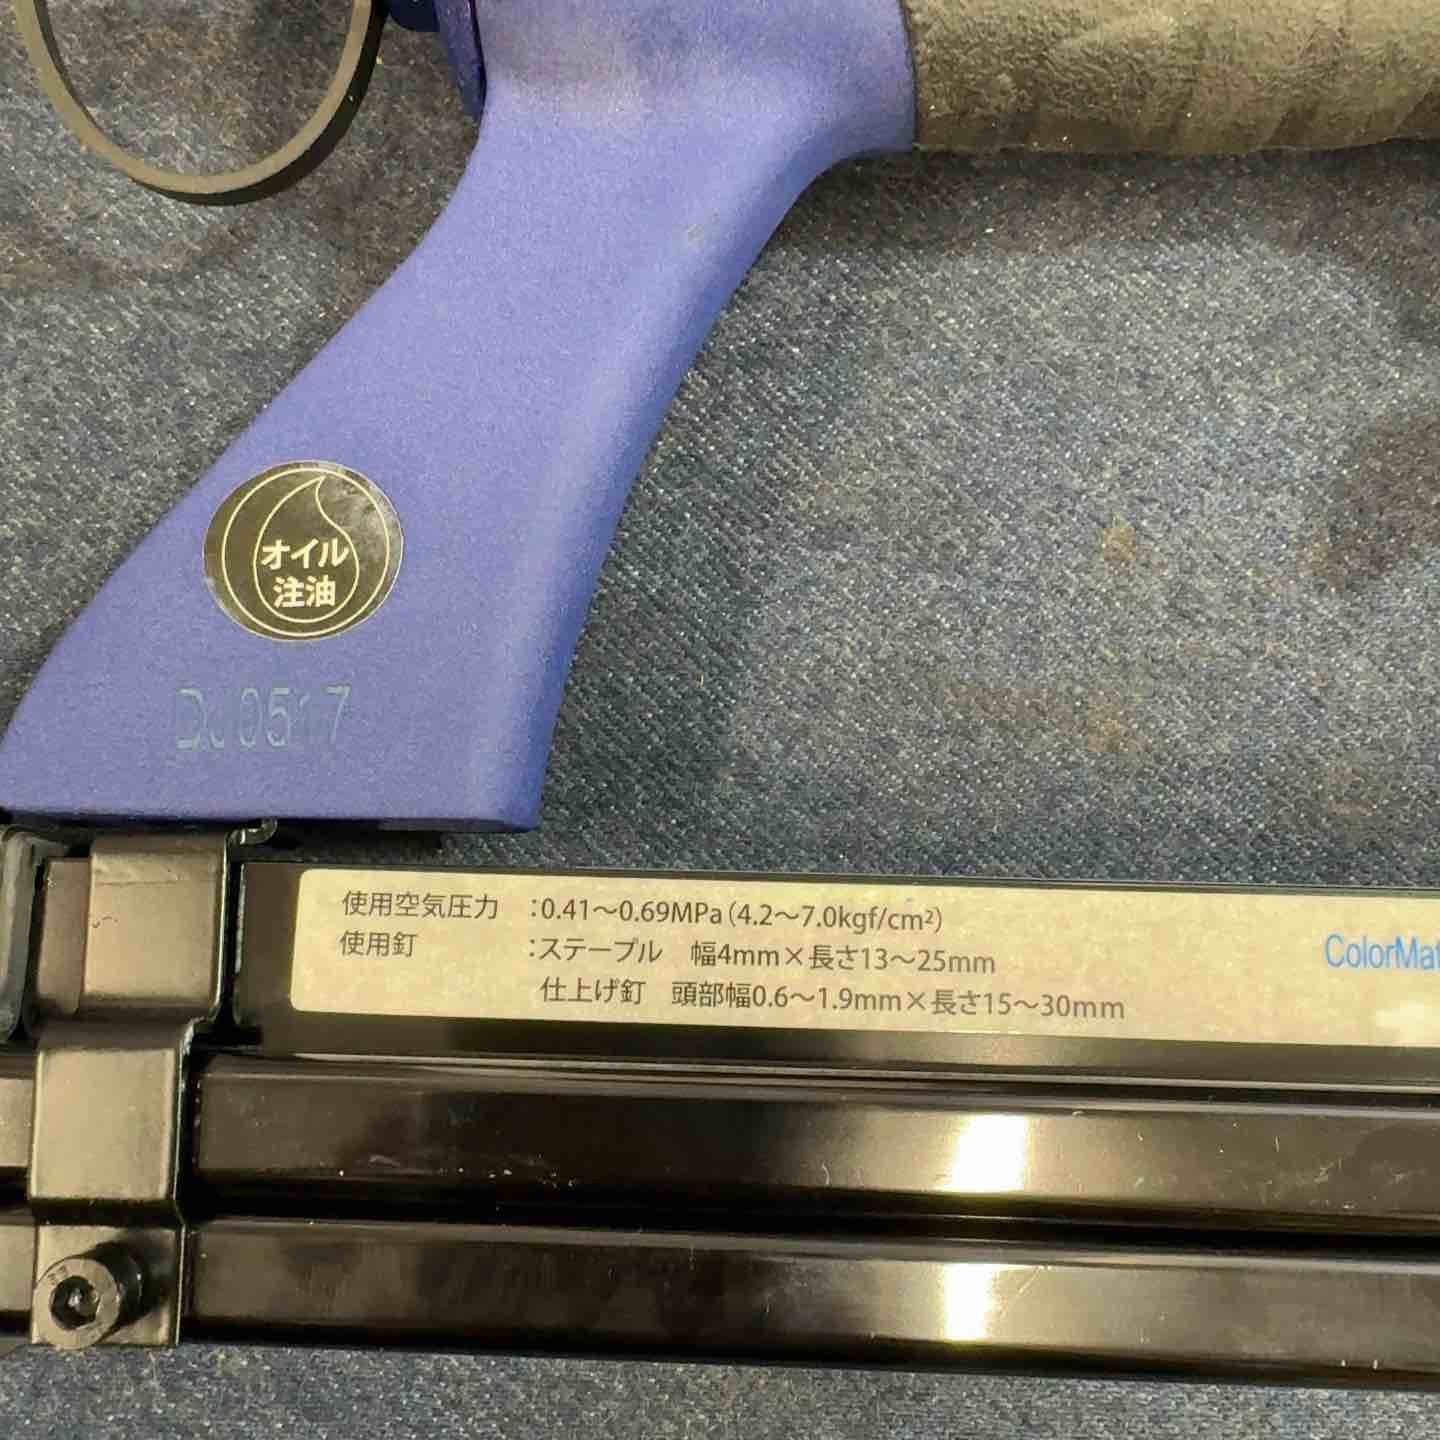 オイル
注油
DJ0517
使用空気圧力　:0.41～0.69MPa(4.2～7.0kgf/cm²)
使用釘　:ステープル　幅4mm×長さ13～25mm
仕上げ釘　頭部幅0.6～1.9mm×長さ15～30mm
ColorMat